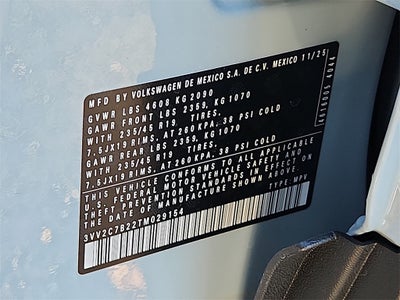 MFD BY VOLKSWAGEN DE MEXICO S.A. DE C.V. MEXICO 11/25
GVWR LBS 4608 KG2090
GAWR FRONT LBS 2359, KG1070
WITH 235/45 R19 TIRES,
7.5JX19 RIMS, AT260KPA, 38 PSI COLD
GAWR REAR LBS 2359, KG1070
WITH 235/45 R19 TIRES,
7.5JX19 RIMS, AT260KPA, 38 PSI COLD
THIS VEHICLE CONFORMS TO ALL APPLICABLE
U.S. FEDERAL MOTOR VEHICLE SAFETY AND
THEFT PREVENTION STANDARDS IN EFFECT ON THE
DATE OF MANUFACTURE SHOWN ABOVE.
3VV2C7B22TM029154 TYPE MPV